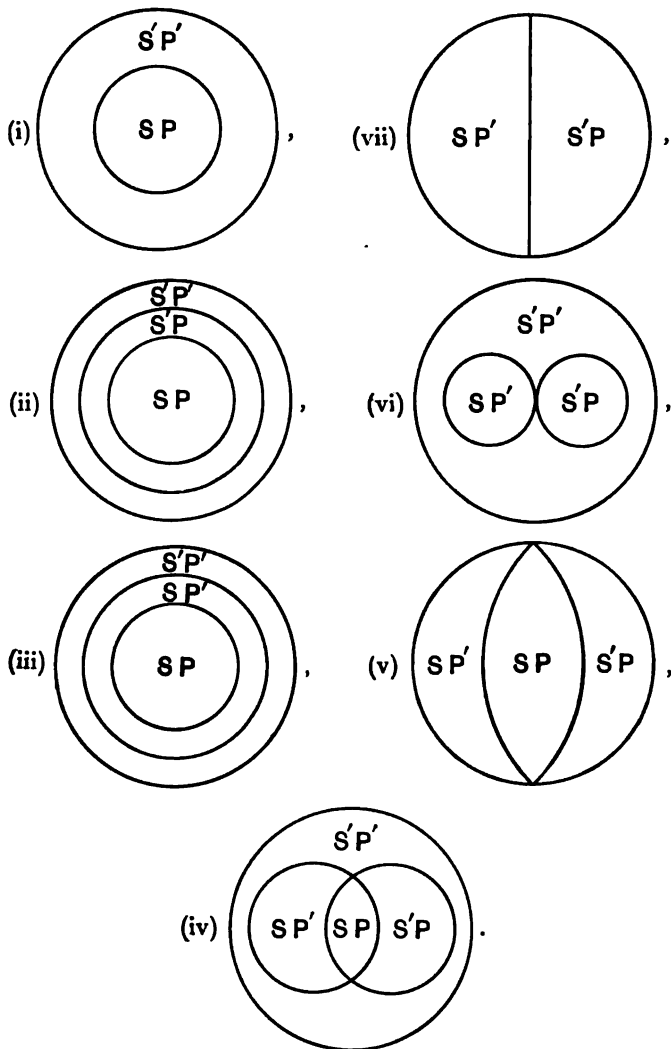 S'P'
(i) SP , (vii) SP' S'P ,
S'P'
S'P
(ii) SP , (vi) S'P' SP' S'P ,
S'P'
SP'
(iii) SP , (v) SP' SP S'P ,
S'P'
(iv) SP' SP S'P .